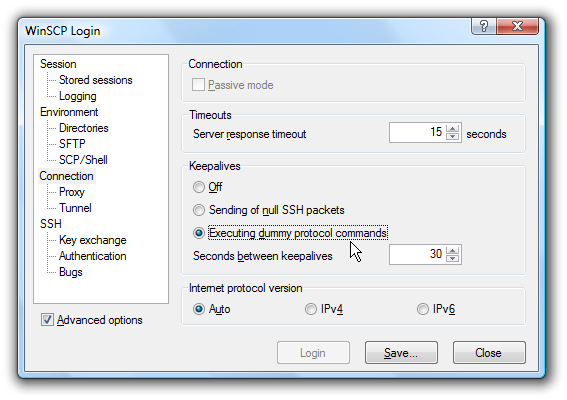 WinSCP Login
?
Session
Stored sessions
Logging
Environment
Directories
SFTP
SCP/Shell
Connection
Proxy
Tunnel
SSH
Key exchange
Authentication
Bugs
Advanced options
Connection
Passive mode
Timeouts
Server response timeout 15 seconds
Keepalives
Off
Sending of null SSH packets
Executing dummy protocol commands
Seconds between keepalives 30
Internet protocol version
Auto IPv4 IPv6
Login Save... Close